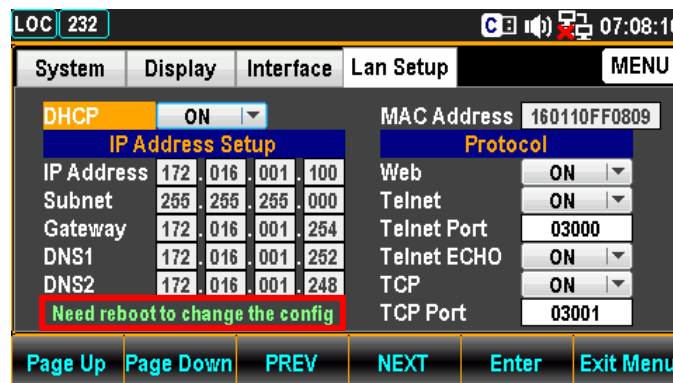 LOC 232 C 07:08:1
System Display Interface Lan Setup MENU
DHCP ON
IP Address Setup
IP Address 172 . 016 . 001 . 100
Subnet 255 . 255 . 255 . 000
Gateway 172 . 016 . 001 . 254
DNS1 172 . 016 . 001 . 252
DNS2 172 . 016 . 001 . 248
Need reboot to change the config
MAC Address 160110FF0809
Protocol
Web ON
Telnet ON
Telnet Port 03000
Telnet ECHO ON
TCP ON
TCP Port 03001
Page Up Page Down PREV NEXT Enter Exit Menu